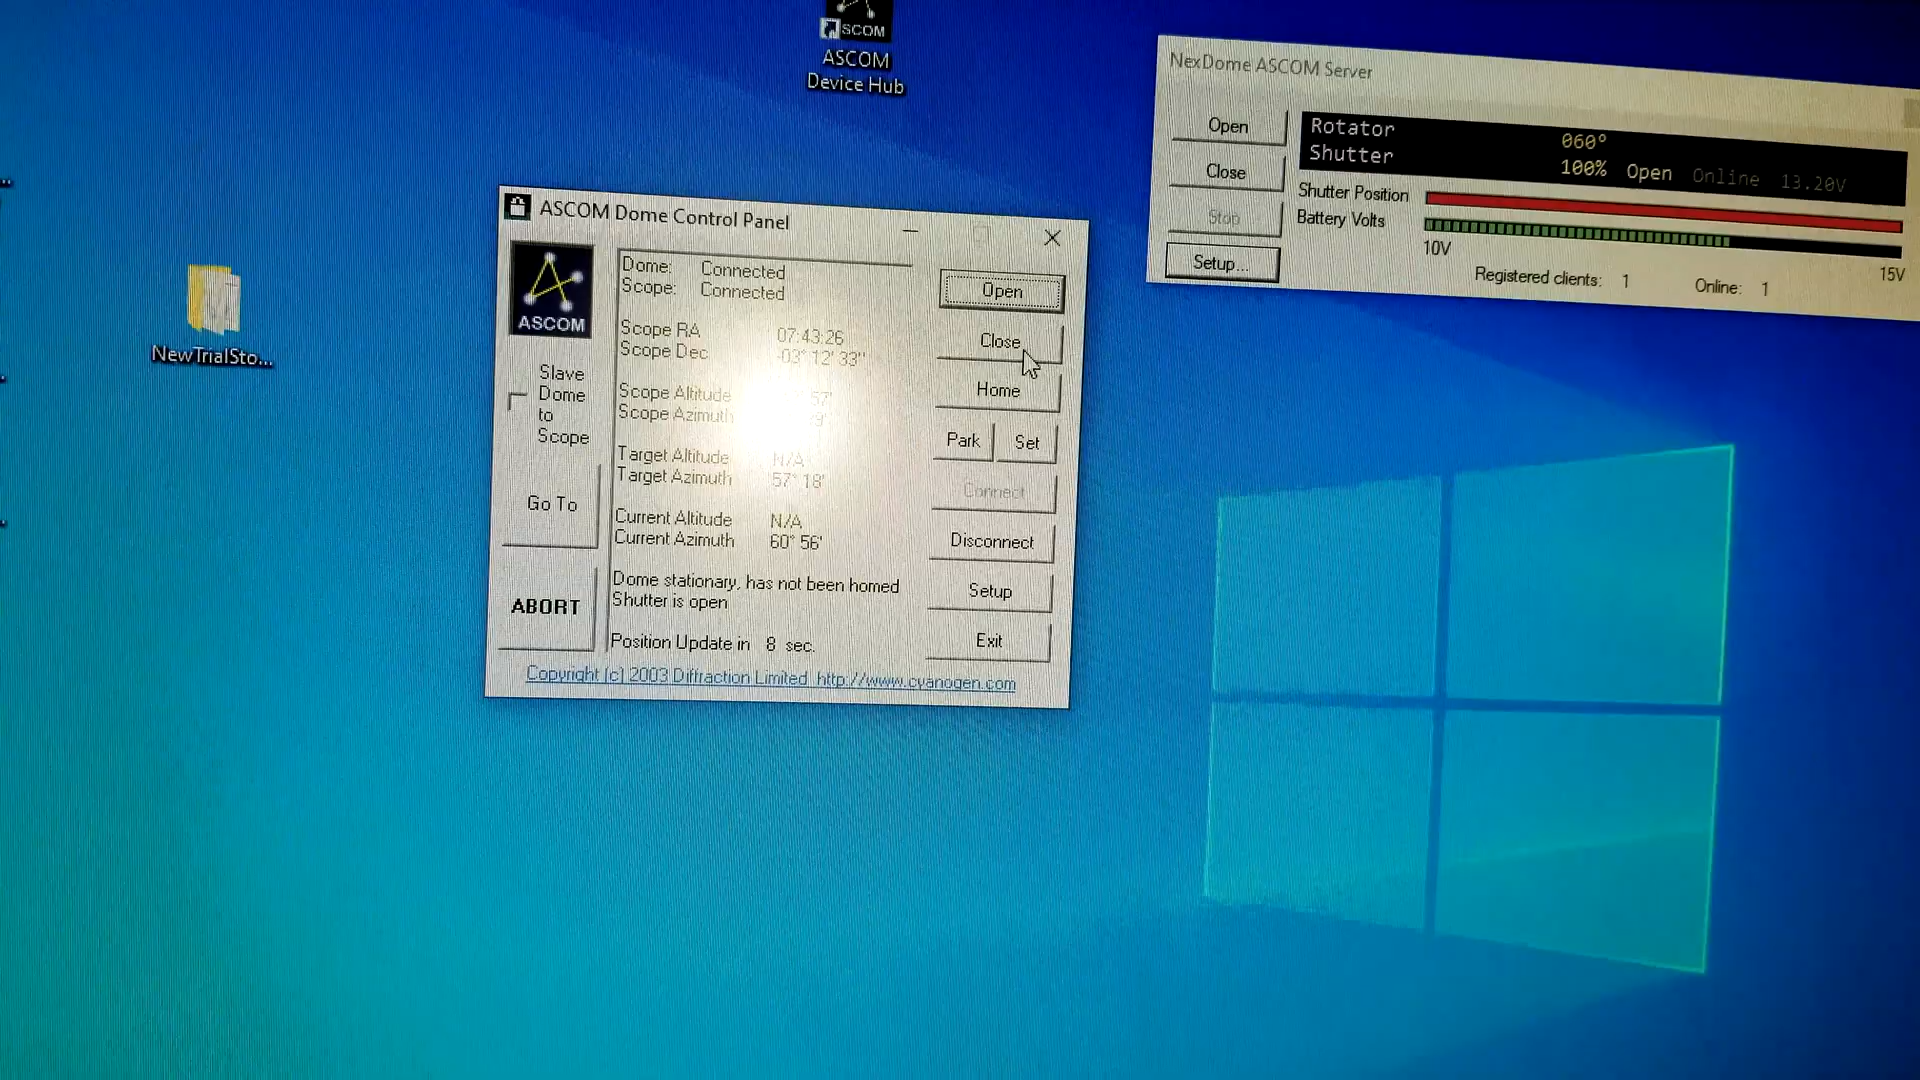 SCOM
ASCOM
Device Hub
NexDome ASCOM Server
Open
Close
Stop
Setup...
Rotator 060°
Shutter 100% Open Online 13.20V
Shutter Position
Battery Volts
10V
15V
Registered clients: 1 Online: 1
NewTrialSto...
ASCOM Dome Control Panel
ASCOM
Slave
Dome
to
Scope
Go To
ABORT
Dome: Connected
Scope: Connected
Scope RA 07:43:26
Scope Dec -03° 12' 33"
Scope Altitude 57'
Scope Azimuth
Target Altitude N/A
Target Azimuth 57° 18'
Current Altitude N/A
Current Azimuth 60° 56'
Dome stationary, has not been homed
Shutter is open
Position Update in 8 sec.
Open
Close
Home
Park Set
Connect
Disconnect
Setup
Exit
Copyright (c) 2003 Diffraction Limited http://www.cyanogen.com